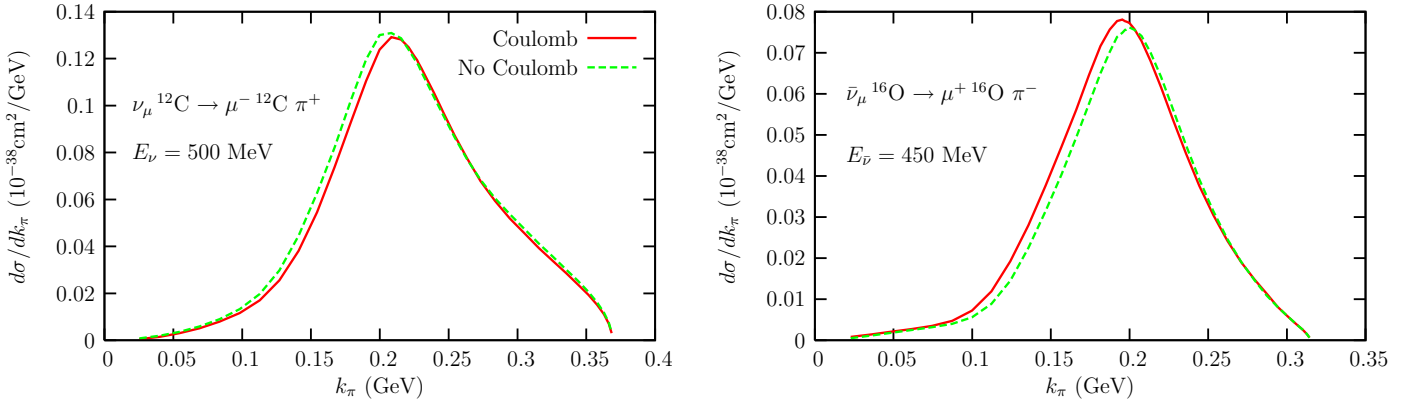 dσ/dk_π (10⁻³⁸cm²/GeV)
0.14
0.12
0.1
0.08
0.06
0.04
0.02
0
Coulomb
No Coulomb
ν_μ ¹²C → μ⁻ ¹²C π⁺
E_ν = 500 MeV
0 0.05 0.1 0.15 0.2 0.25 0.3 0.35 0.4
k_π (GeV)
dσ/dk_π (10⁻³⁸cm²/GeV)
0.08
0.07
0.06
0.05
0.04
0.03
0.02
0.01
0
ν̄_μ ¹⁶O → μ⁺ ¹⁶O π⁻
E_ν̄ = 450 MeV
0 0.05 0.1 0.15 0.2 0.25 0.3 0.35
k_π (GeV)